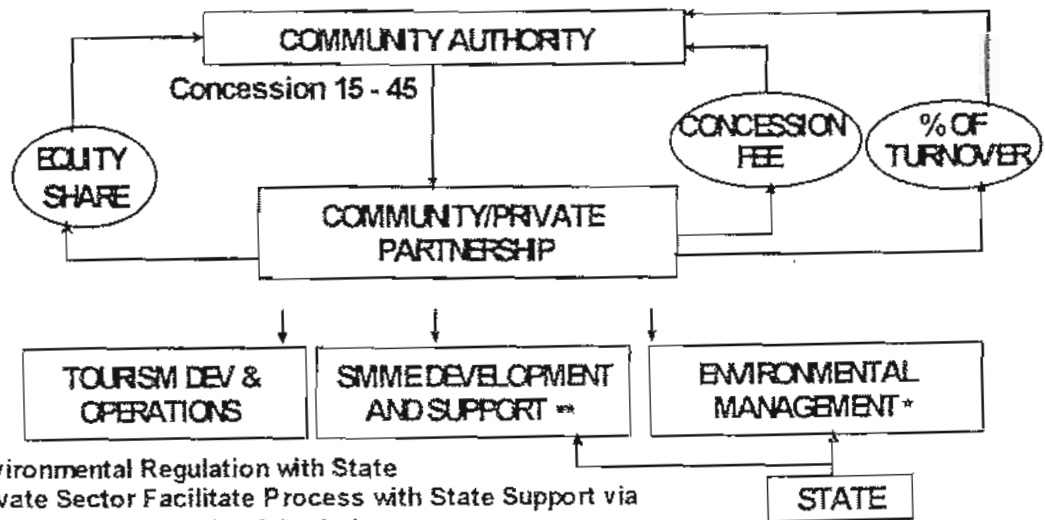 COMMUNITY AUTHORITY
Concession 15 - 45
EQUITY
SHARE
CONCESSION
FEE
% OF
TURNOVER
COMMUNITY/PRIVATE
PARTNERSHIP
TOURISM DEV &
OPERATIONS
SMME DEVELOPMENT
AND SUPPORT **
ENVIRONMENTAL
MANAGEMENT *
vironmental Regulation with State
vate Sector Facilitate Process with State Support via
STATE